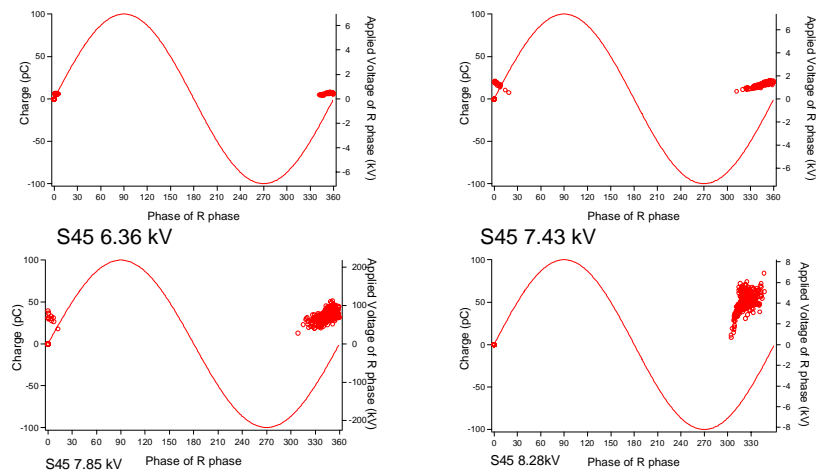 Charge (pC)
100
50
0
-50
-100
6
4
2
0
-2
-4
-6
Applied Voltage of R phase (kV)
0 30 60 90 120 150 180 210 240 270 300 330 360
Phase of R phase
S45 6.36 kV
Charge (pC)
100
50
0
-50
-100
6
4
2
0
-2
-4
-6
Applied Voltage of R phase (kV)
0 30 60 90 120 150 180 210 240 270 300 330 360
Phase of R phase
S45 7.43 kV
Charge (pC)
100
50
0
-50
-100
200
100
0
-100
-200
Applied Voltage of R phase (kV)
0 30 60 90 120 150 180 210 240 270 300 330 360
Phase of R phase
S45 7.85 kV
Charge (pC)
100
50
0
-50
-100
8
6
4
2
0
-2
-4
-6
-8
Applied Voltage of R phase (kV)
0 30 60 90 120 150 180 210 240 270 300 330
Phase of R phase
S45 8.28kV